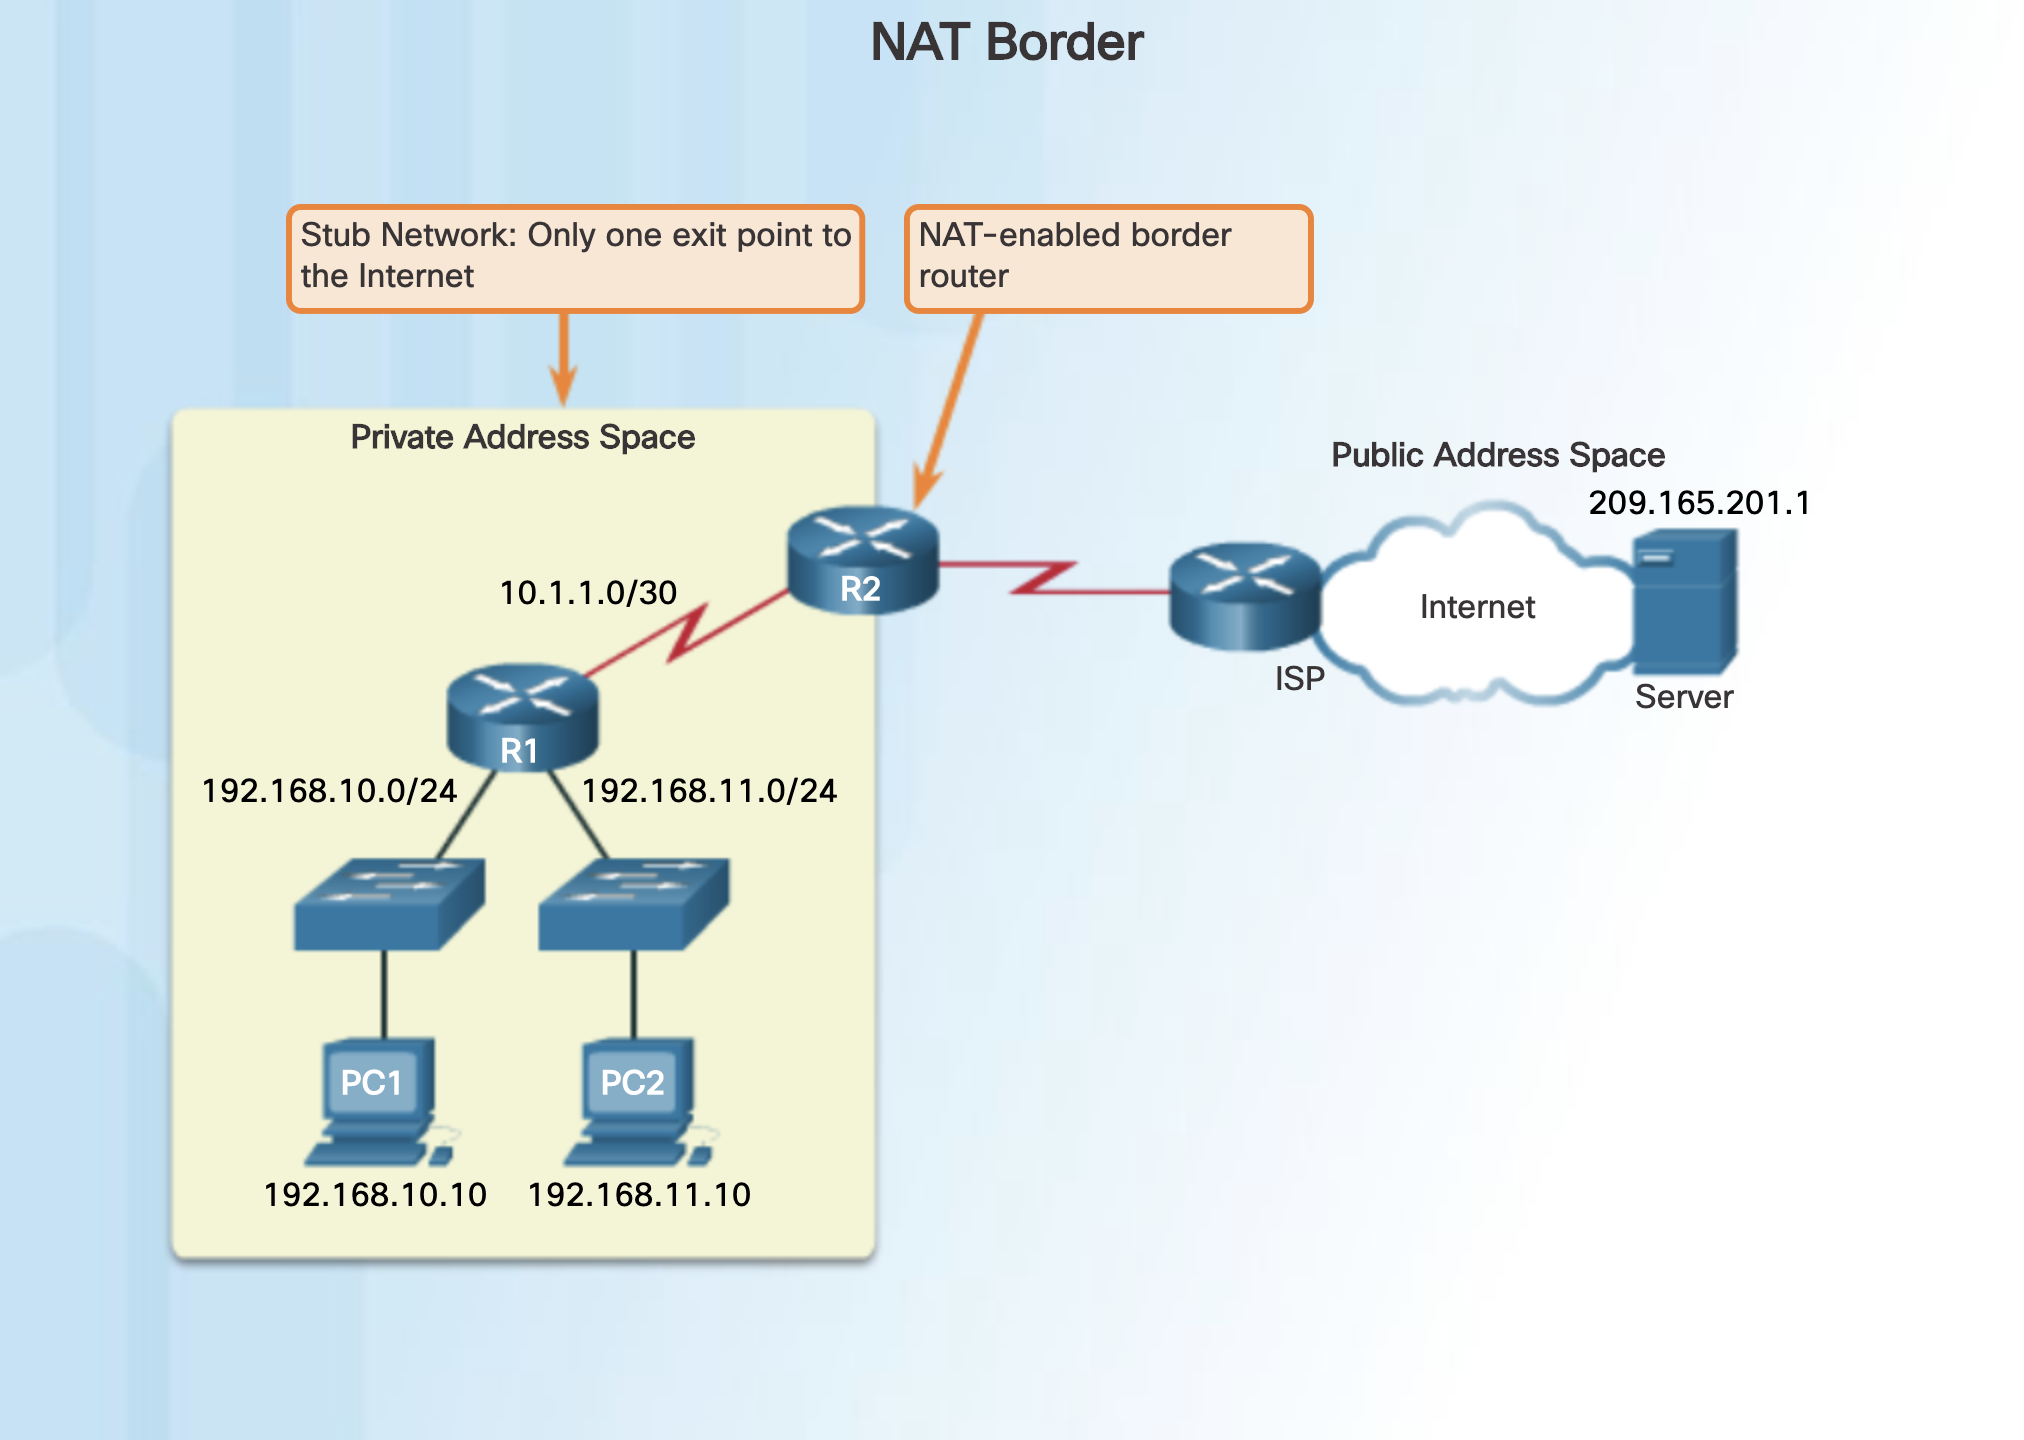 NAT Border
Stub Network: Only one exit point to
the Internet
NAT-enabled border
router
Private Address Space
Public Address Space
209.165.201.1
R2
10.1.1.0/30
Internet
ISP
Server
R1
192.168.10.0/24
192.168.11.0/24
PC1
PC2
192.168.10.10
192.168.11.10